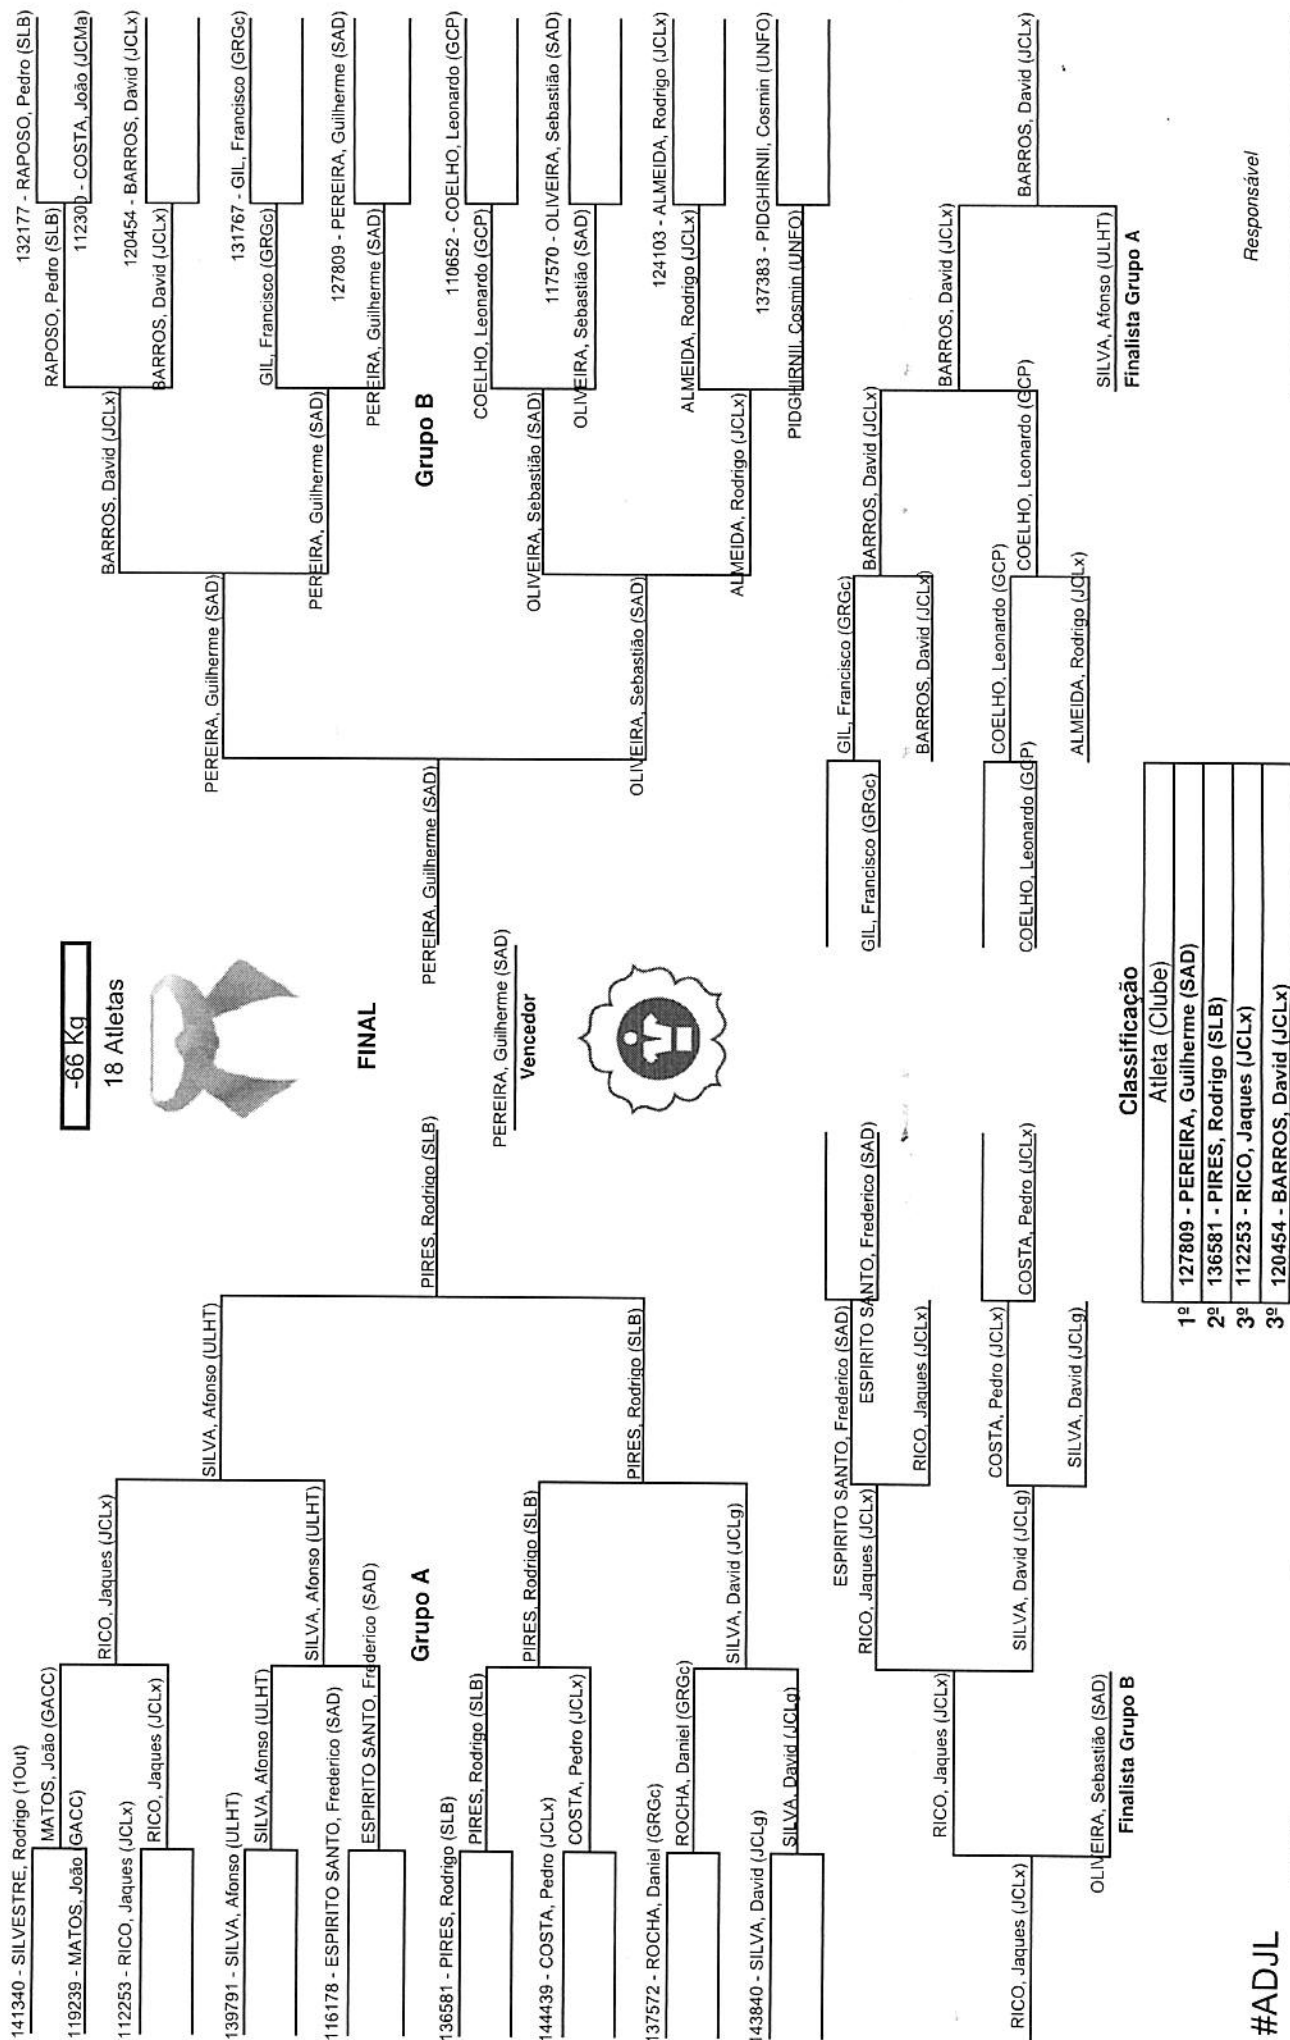 -66 Kg
18 Atletas
141340 - SILVESTRE, Rodrigo (1Out)
MATOS, João (GACC)
119239 - MATOS, João (GACC)
RICO, Jaques (JCLx)
112253 - RICO, Jaques (JCLx)
RICO, Jaques (JCLx)
SILVA, Afonso (ULHT)
139791 - SILVA, Afonso (ULHT)
SILVA, Afonso (ULHT)
SILVA, Afonso (ULHT)
116178 - ESPIRITO SANTO, Frederico (SAD)
ESPIRITO SANTO, Frederico (SAD)
Grupo A
PIRES, Rodrigo (SLB)
136581 - PIRES, Rodrigo (SLB)
PIRES, Rodrigo (SLB)
PIRES, Rodrigo (SLB)
144439 - COSTA, Pedro (JCLx)
COSTA, Pedro (JCLx)
PIRES, Rodrigo (SLB)
137572 - ROCHA, Daniel (GRGc)
ROCHA, Daniel (GRGc)
SILVA, David (JCLg)
143840 - SILVA, David (JCLg)
SILVA, David (JCLg)
FINAL
PEREIRA, Guilherme (SAD)
Vencedor
132177 - RAPOSO, Pedro (SLB)
RAPOSO, Pedro (SLB)
112300 - COSTA, João (JCMa)
BARROS, David (JCLx)
120454 - BARROS, David (JCLx)
BARROS, David (JCLx)
PEREIRA, Guilherme (SAD)
131767 - GIL, Francisco (GRGc)
GIL, Francisco (GRGc)
PEREIRA, Guilherme (SAD)
127809 - PEREIRA, Guilherme (SAD)
PEREIRA, Guilherme (SAD)
Grupo B
PEREIRA, Guilherme (SAD)
110652 - COELHO, Leonardo (GCP)
COELHO, Leonardo (GCP)
OLIVEIRA, Sebastião (SAD)
117570 - OLIVEIRA, Sebastião (SAD)
OLIVEIRA, Sebastião (SAD)
OLIVEIRA, Sebastião (SAD)
124103 - ALMEIDA, Rodrigo (JCLx)
ALMEIDA, Rodrigo (JCLx)
ALMEIDA, Rodrigo (JCLx)
137383 - PIDGHIRNII, Cosmin (UNFO)
PIDGHIRNII, Cosmin (UNFO)
ESPIRITO SANTO, Frederico (SAD)
ESPIRITO SANTO, Frederico (SAD)
RICO, Jaques (JCLx)
RICO, Jaques (JCLx)
RICO, Jaques (JCLx)
COSTA, Pedro (JCLx)
COSTA, Pedro (JCLx)
SILVA, David (JCLg)
SILVA, David (JCLg)
RICO, Jaques (JCLx)
OLIVEIRA, Sebastião (SAD)
Finalista Grupo B
GIL, Francisco (GRGc)
GIL, Francisco (GRGc)
BARROS, David (JCLx)
BARROS, David (JCLx)
BARROS, David (JCLx)
COELHO, Leonardo (GCP)
COELHO, Leonardo (GCP)
COELHO, Leonardo (GCP)
ALMEIDA, Rodrigo (JCLx)
BARROS, David (JCLx)
SILVA, Afonso (ULHT)
Finalista Grupo A
Classificação
Atleta (Clube)
1º 127809 - PEREIRA, Guilherme (SAD)
2º 136581 - PIRES, Rodrigo (SLB)
3º 112253 - RICO, Jaques (JCLx)
3º 120454 - BARROS, David (JCLx)
#ADJL
Responsável